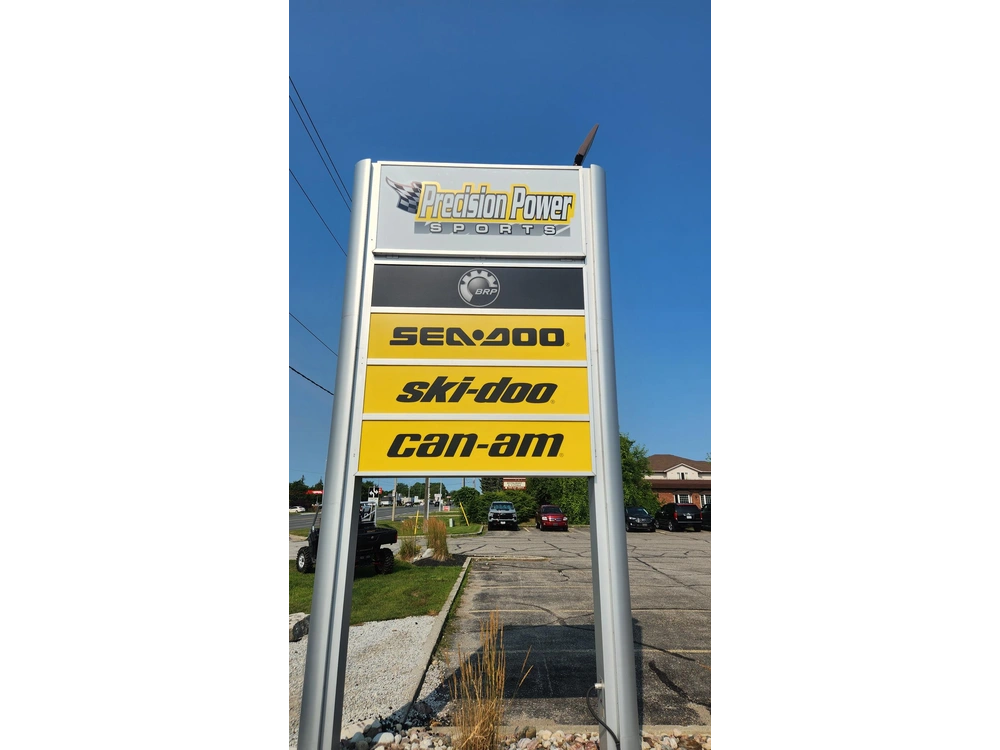 Precision Power
SPORTS
BRP
SEA-DOO
ski-doo
can-am